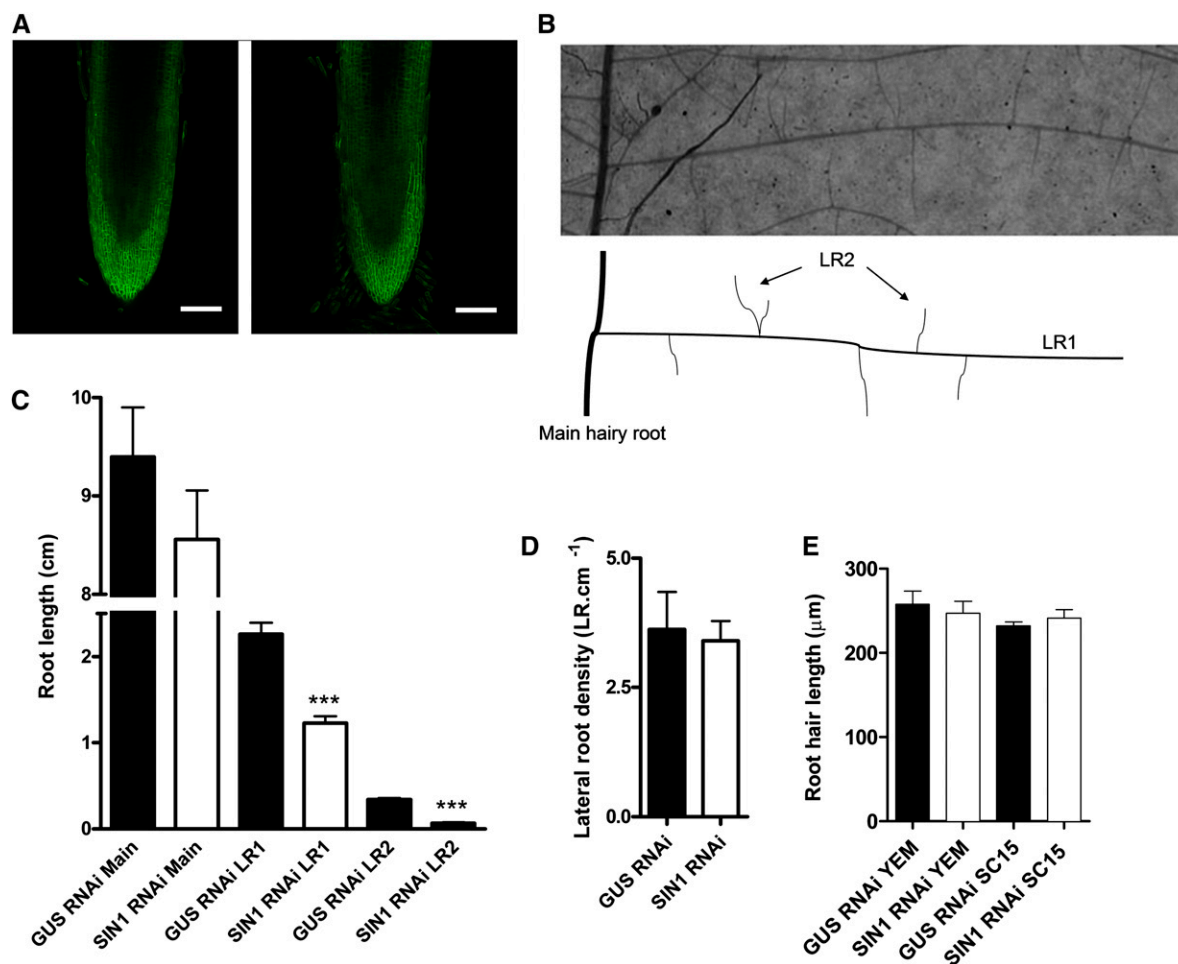 A
B
LR2
LR1
Main hairy root
C
Root length (cm)
10
9
8
2
1
0
***
***
GUS RNAi Main
SIN1 RNAi Main
GUS RNAi LR1
SIN1 RNAi LR1
GUS RNAi LR2
SIN1 RNAi LR2
D
Lateral root density (LR.cm -1)
5.0
2.5
0.0
GUS RNAi
SIN1 RNAi
E
Root hair length (μm)
300
200
100
0
GUS RNAi YEM
SIN1 RNAi YEM
GUS RNAi SC15
SIN1 RNAi SC15